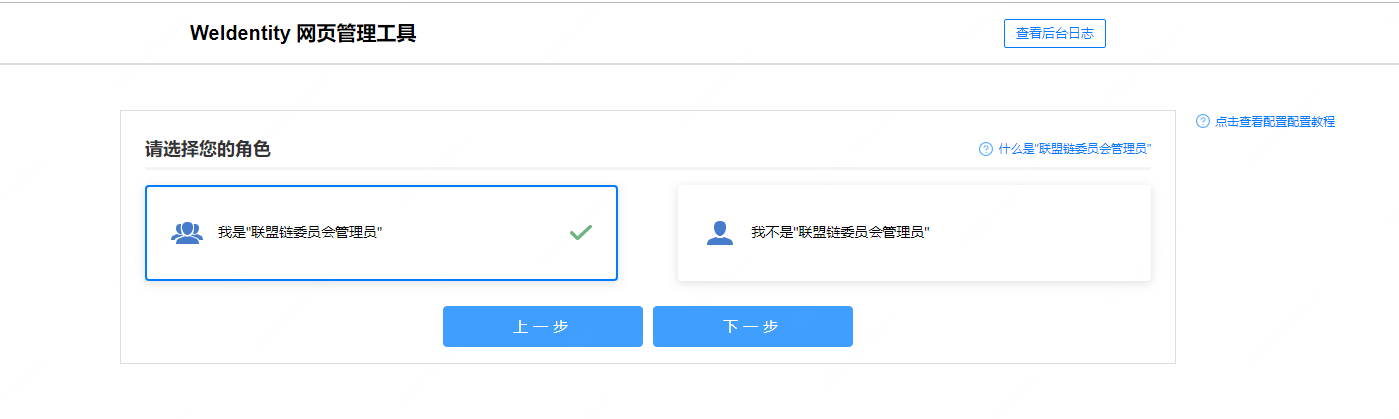 WeIdentity 网页管理工具
查看后台日志
点击查看配置配置教程
请选择您的角色
什么是"联盟链委员会管理员"
我是"联盟链委员会管理员"
我不是"联盟链委员会管理员"
上一步
下一步